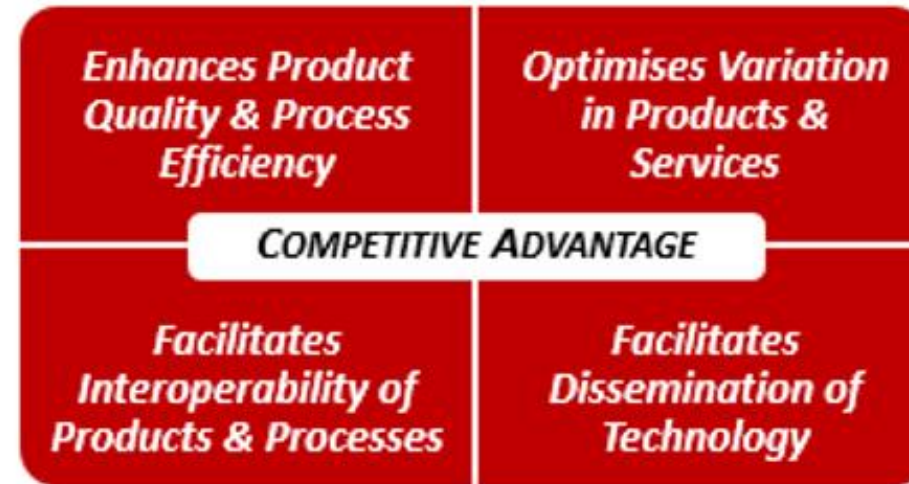 Enhances Product
Quality & Process
Efficiency
Optimises Variation
in Products &
Services
COMPETITIVE ADVANTAGE
Facilitates
Interoperability of
Products & Processes
Facilitates
Dissemination of
Technology